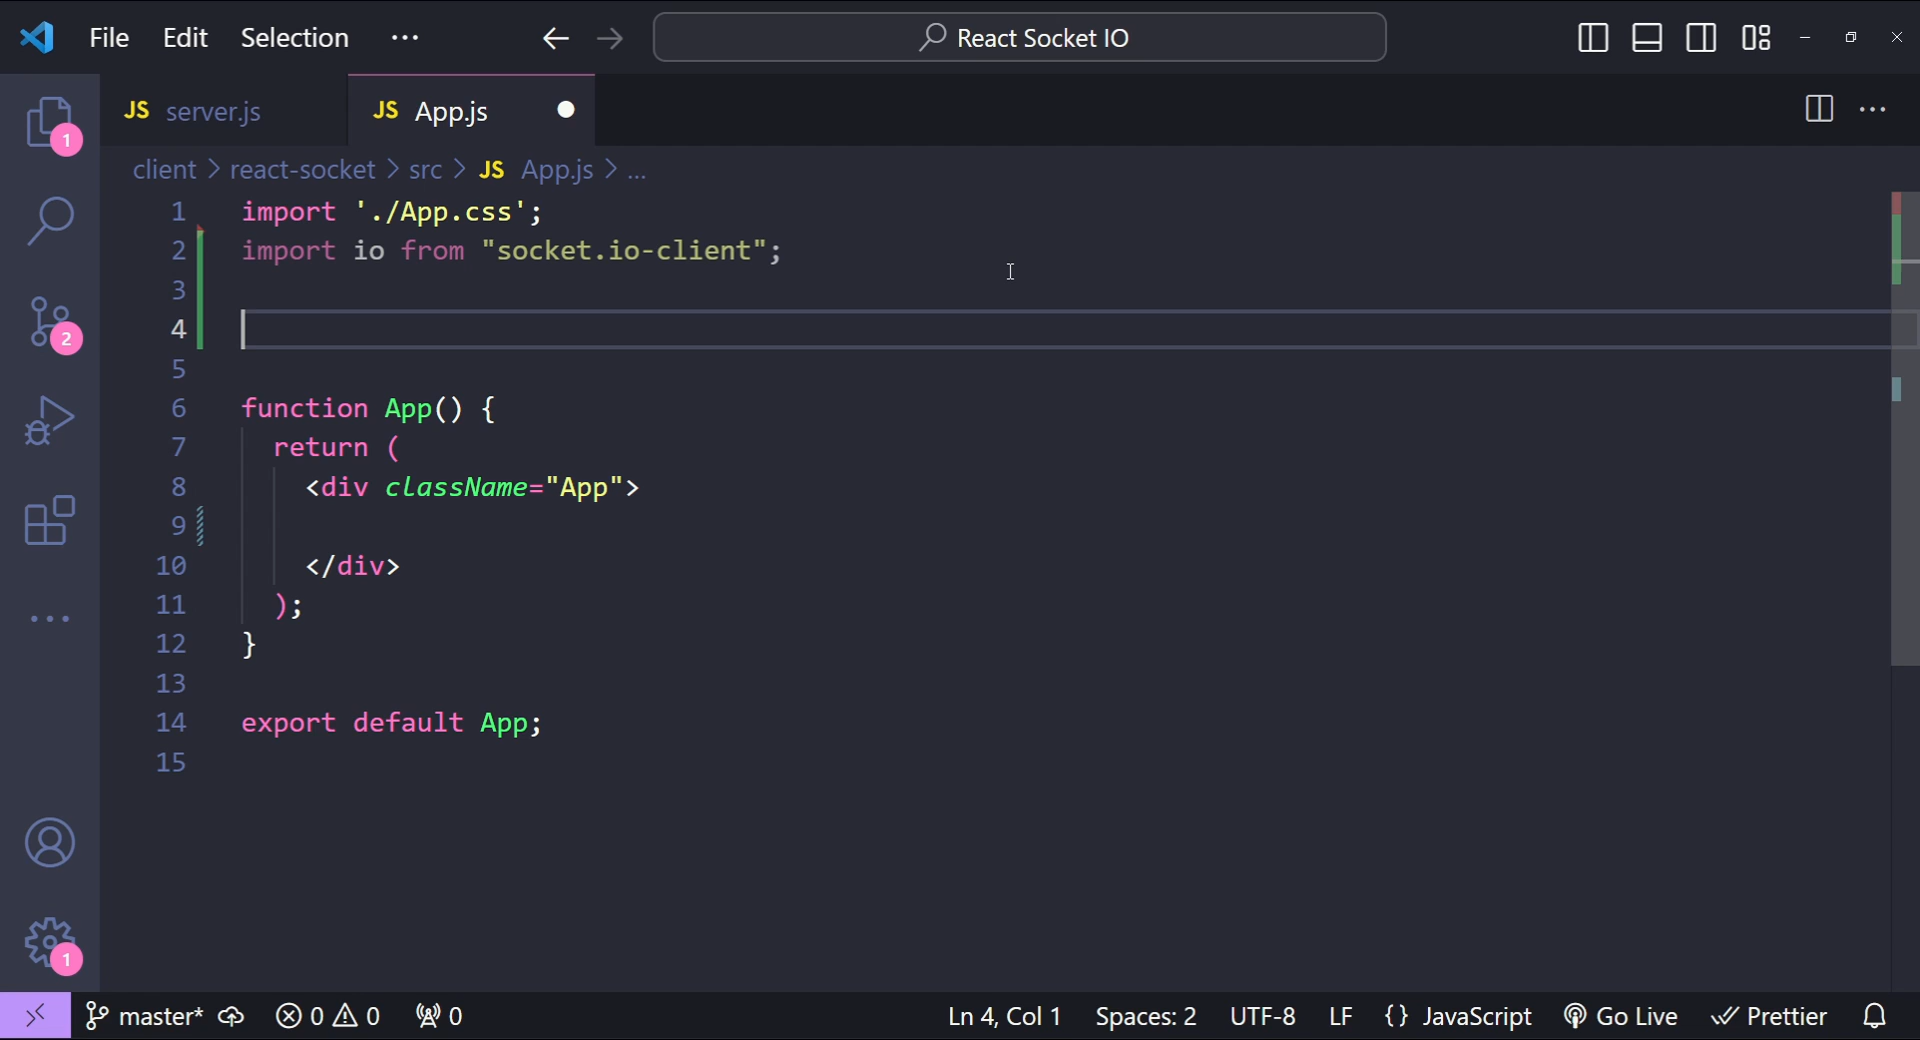 File Edit Selection ··· React Socket IO
JS server.js JS App.js
client > react-socket > src > JS App.js > ...
1 import './App.css';
2 import io from "socket.io-client";
3
4
5
6 function App() {
7 return (
8 <div className="App">
9
10 </div>
11 );
12 }
13
14 export default App;
15
1
2
1
master* 0 0 0 Ln 4, Col 1 Spaces: 2 UTF-8 LF {} JavaScript Go Live Prettier